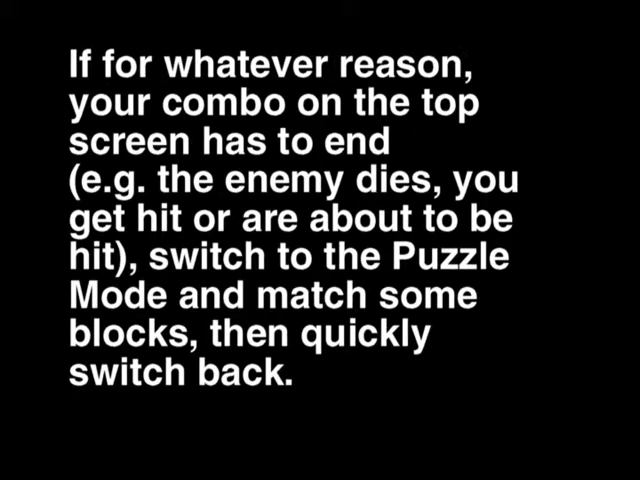 If for whatever reason,
your combo on the top
screen has to end
(e.g. the enemy dies, you
get hit or are about to be
hit), switch to the Puzzle
Mode and match some
blocks, then quickly
switch back.